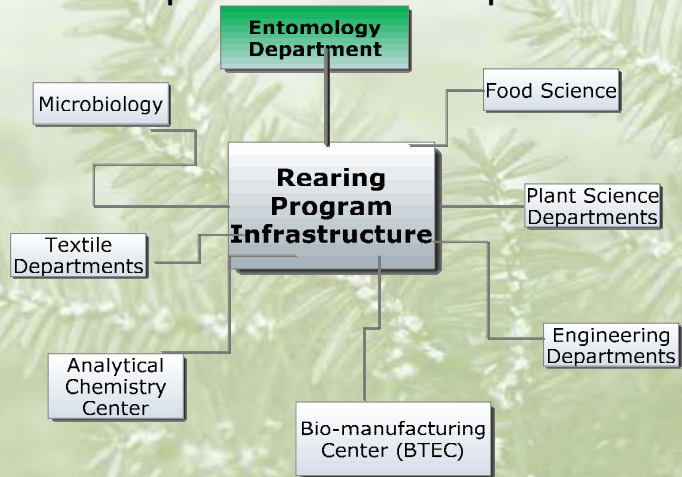 Entomology
Department
Microbiology
Food Science
Rearing
Program
Infrastructure
Plant Science
Departments
Textile
Departments
Engineering
Departments
Analytical
Chemistry
Center
Bio-manufacturing
Center (BTEC)